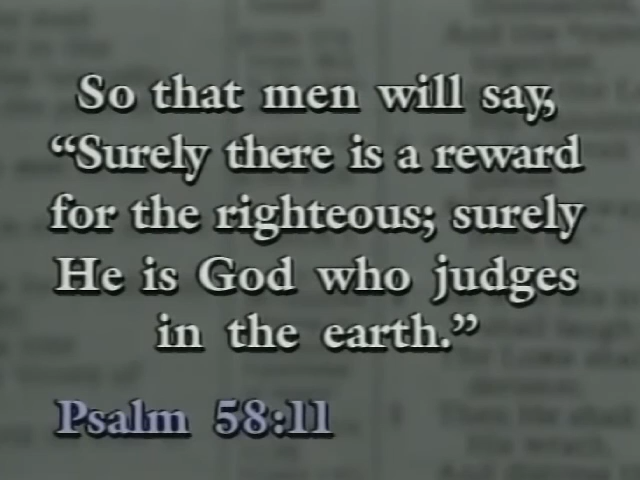 So that men will say,
“Surely there is a reward
for the righteous; surely
He is God who judges
in the earth.”
Psalm 58:11